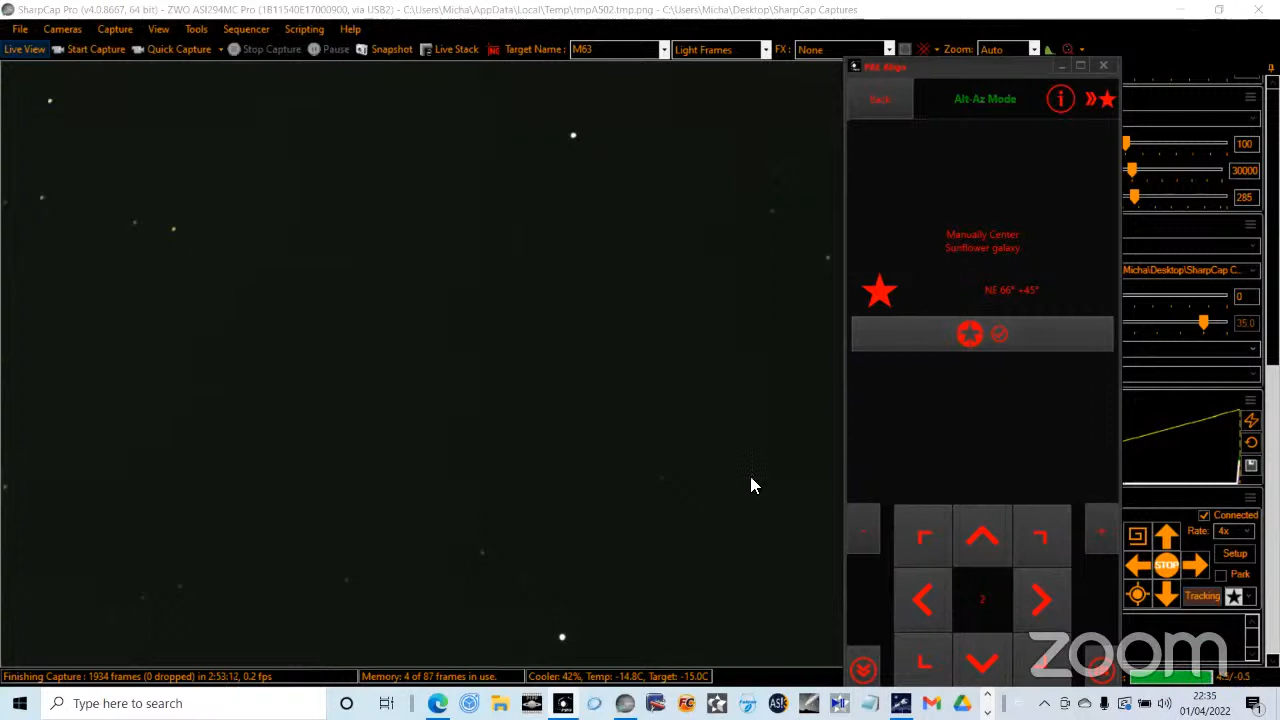 SharpCap Pro (v4.0.8667, 64 bit) - ZWO ASI294MC Pro (1B11540E17000900, via USB2) - C:\Users\Micha\AppData\Local\Temp\tmpA502.tmp.png - C:\Users\Micha\Desktop\SharpCap Captures
File Cameras Capture View Tools Sequencer Scripting Help
Live View Start Capture Quick Capture Stop Capture Pause Snapshot Live Stack Target Name : M63 Light Frames FX : None Zoom: Auto
Back Alt-Az Mode
100
30000
285
Manually Center
Sunflower galaxy
Micha\Desktop\SharpCap C...
NE 66° +45°
0
35.0
Connected
Rate: 4x
Setup
STOP
Park
2
Tracking
zoom
Finishing Capture : 1934 frames (0 dropped) in 2:53:12, 0.2 fps Memory: 4 of 87 frames in use. Cooler: 42%, Temp: -14.8C, Target: -15.0C
Type here to search
22:35
01/04/2022